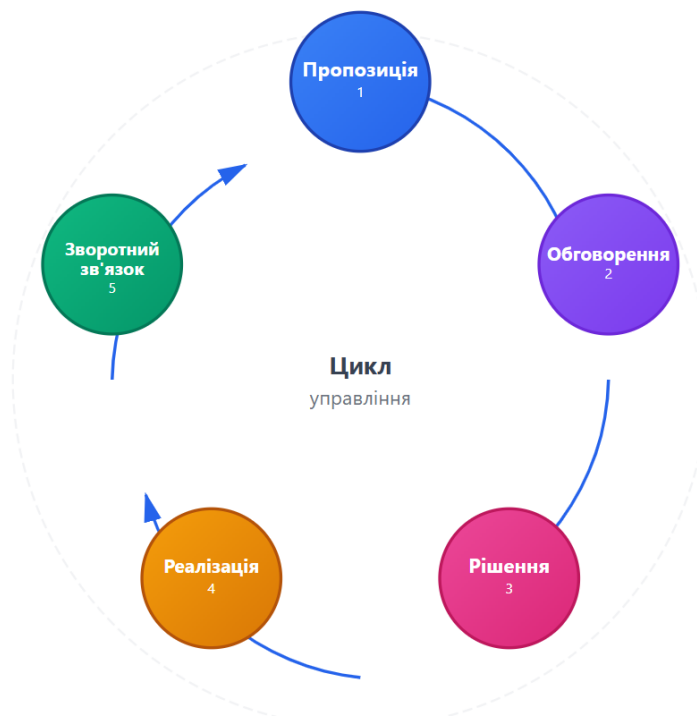 Пропозиція
1
Обговорення
2
Рішення
3
Реалізація
4
Зворотний
зв'язок
5
Цикл
управління